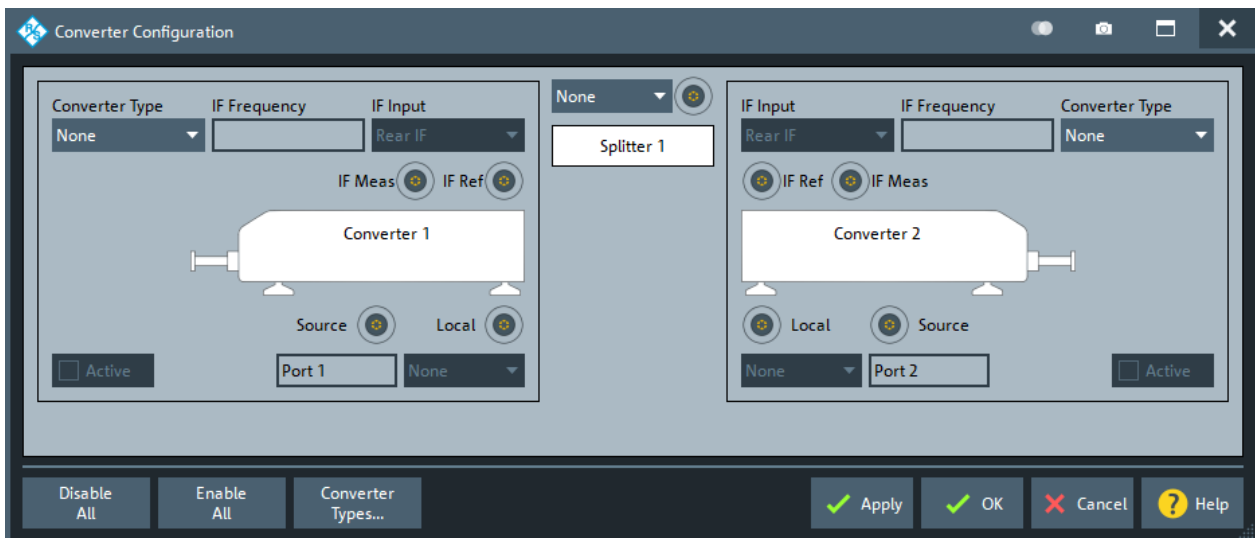 R/S
Converter Configuration
Converter Type IF Frequency IF Input
None Rear IF
IF Meas IF Ref
Converter 1
Source Local
Active Port 1 None
None
Splitter 1
IF Input IF Frequency Converter Type
Rear IF None
IF Ref IF Meas
Converter 2
Local Source
None Port 2 Active
Disable
All
Enable
All
Converter
Types...
Apply
OK
Cancel
? Help